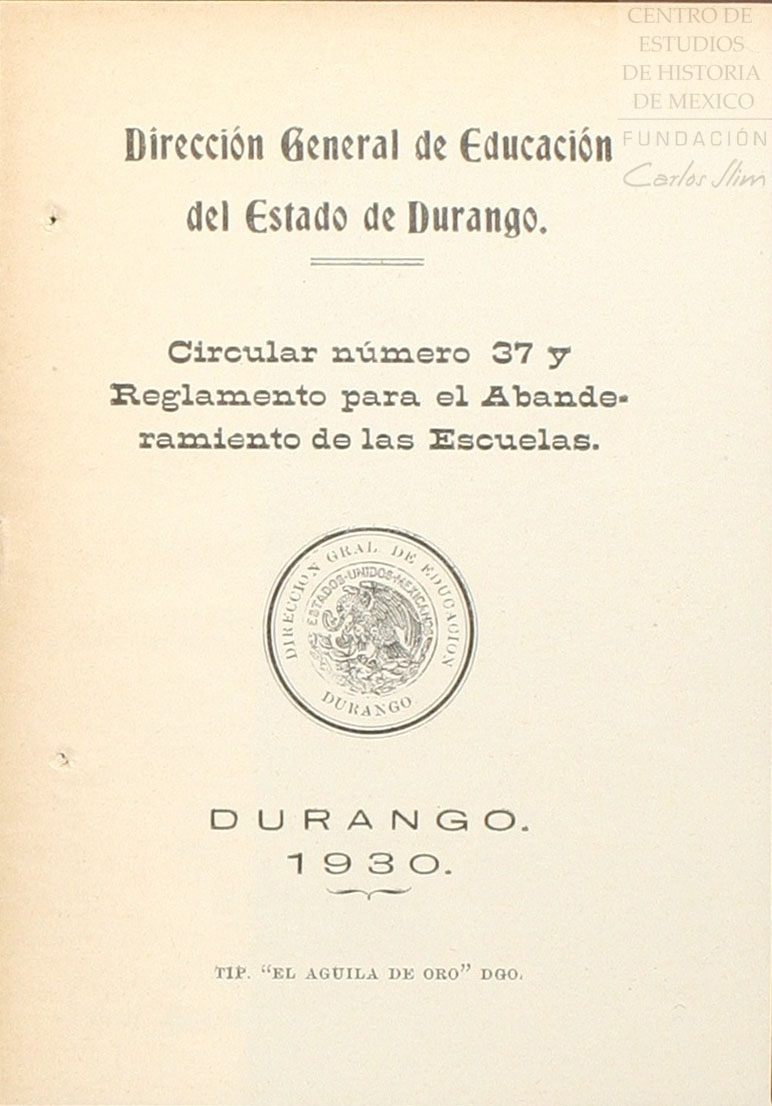 CENTRO DE
ESTUDIOS
DE HISTORIA
DE MEXICO
FUNDACIÓN
Carlos Slim
Dirección General de Educación
del Estado de Durango.
Circular número 37 y
Reglamento para el Abande-
ramiento de las Escuelas.
DIRECCION GRAL DE EDUCACION
ESTADOS-UNIDOS-MEXICANOS
DURANGO
DURANGO.
1930.
TIP. “EL AGUILA DE ORO” DGO.